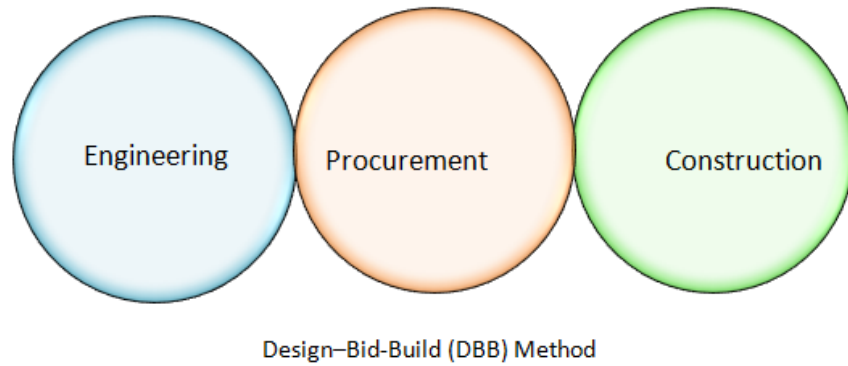 Engineering
Procurement
Construction
Design–Bid-Build (DBB) Method